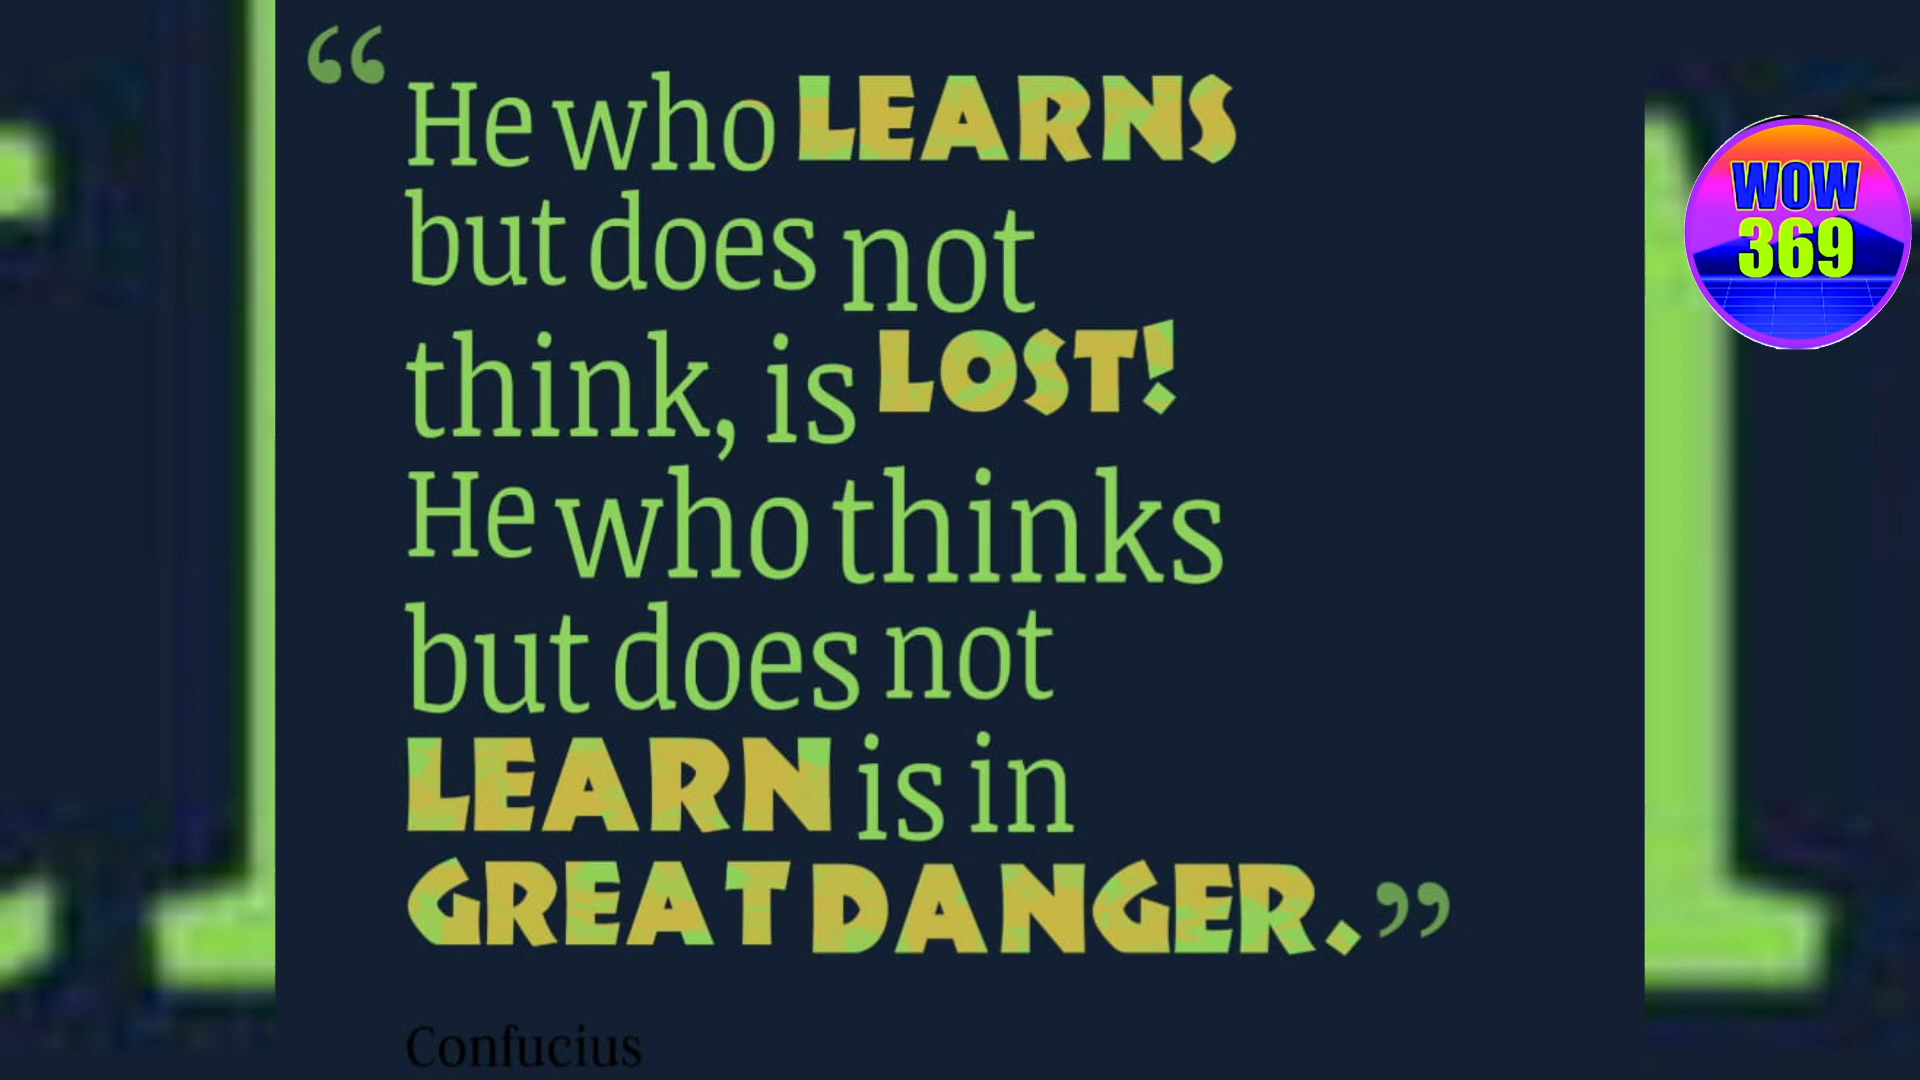 “He who LEARNS
but does not
think, is LOST!
He who thinks
but does not
LEARN is in
GREAT DANGER.”
Confucius
WOW
369